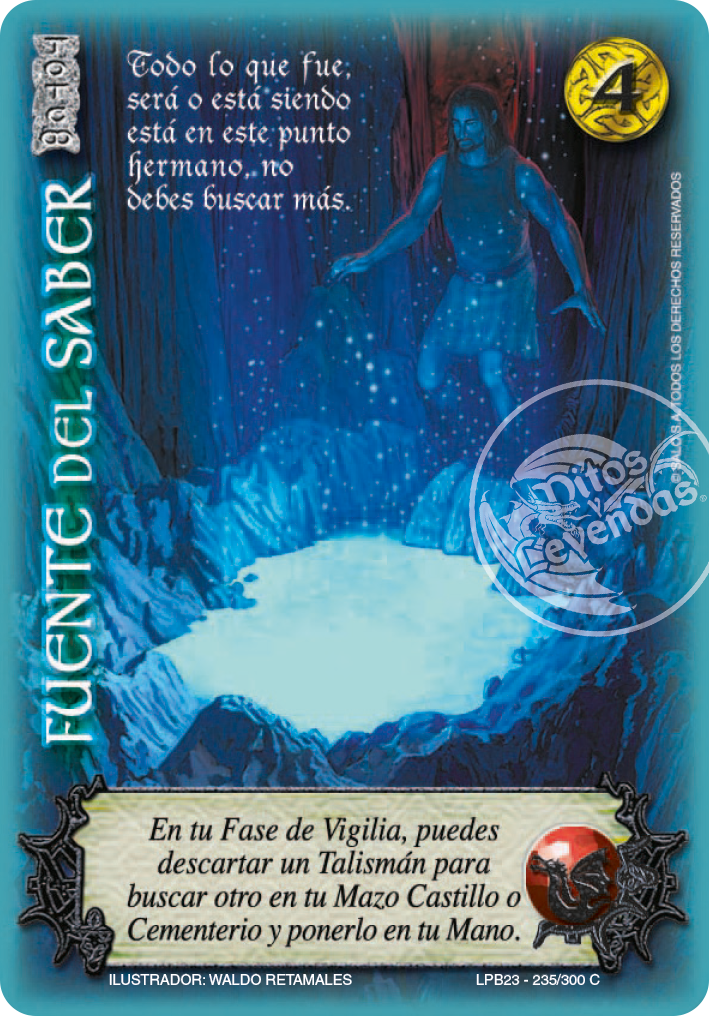 Todo lo que fue,
será o está siendo
está en este punto
hermano, no
debes buscar más.
4
FUENTE DEL SABER
TODOS LOS DERECHOS RESERVADOS
Mitos
y
Leyendas
En tu Fase de Vigilia, puedes
descartar un Talismán para
buscar otro en tu Mazo Castillo o
Cementerio y ponerlo en tu Mano.
ILUSTRADOR: WALDO RETAMALES
LPB23 - 235/300 C